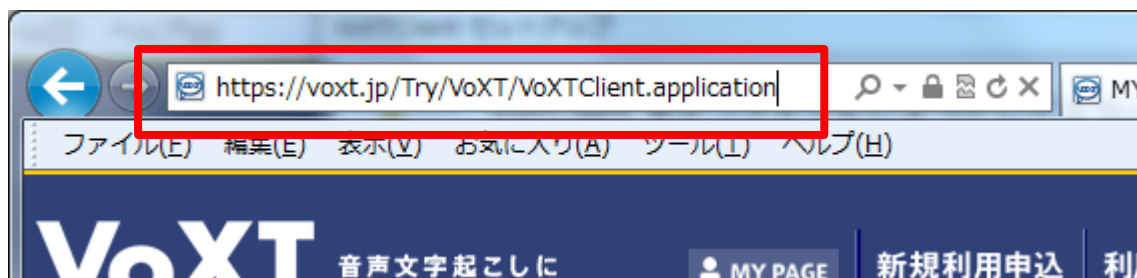 https://voxt.jp/Try/VoXT/VoXTClient.application
MY
ファイル(F) 編集(E) 表示(V) お気に入り(A) ツール(T) ヘルプ(H)
VoXT 音声文字起こしに MY PAGE 新規利用申込 利